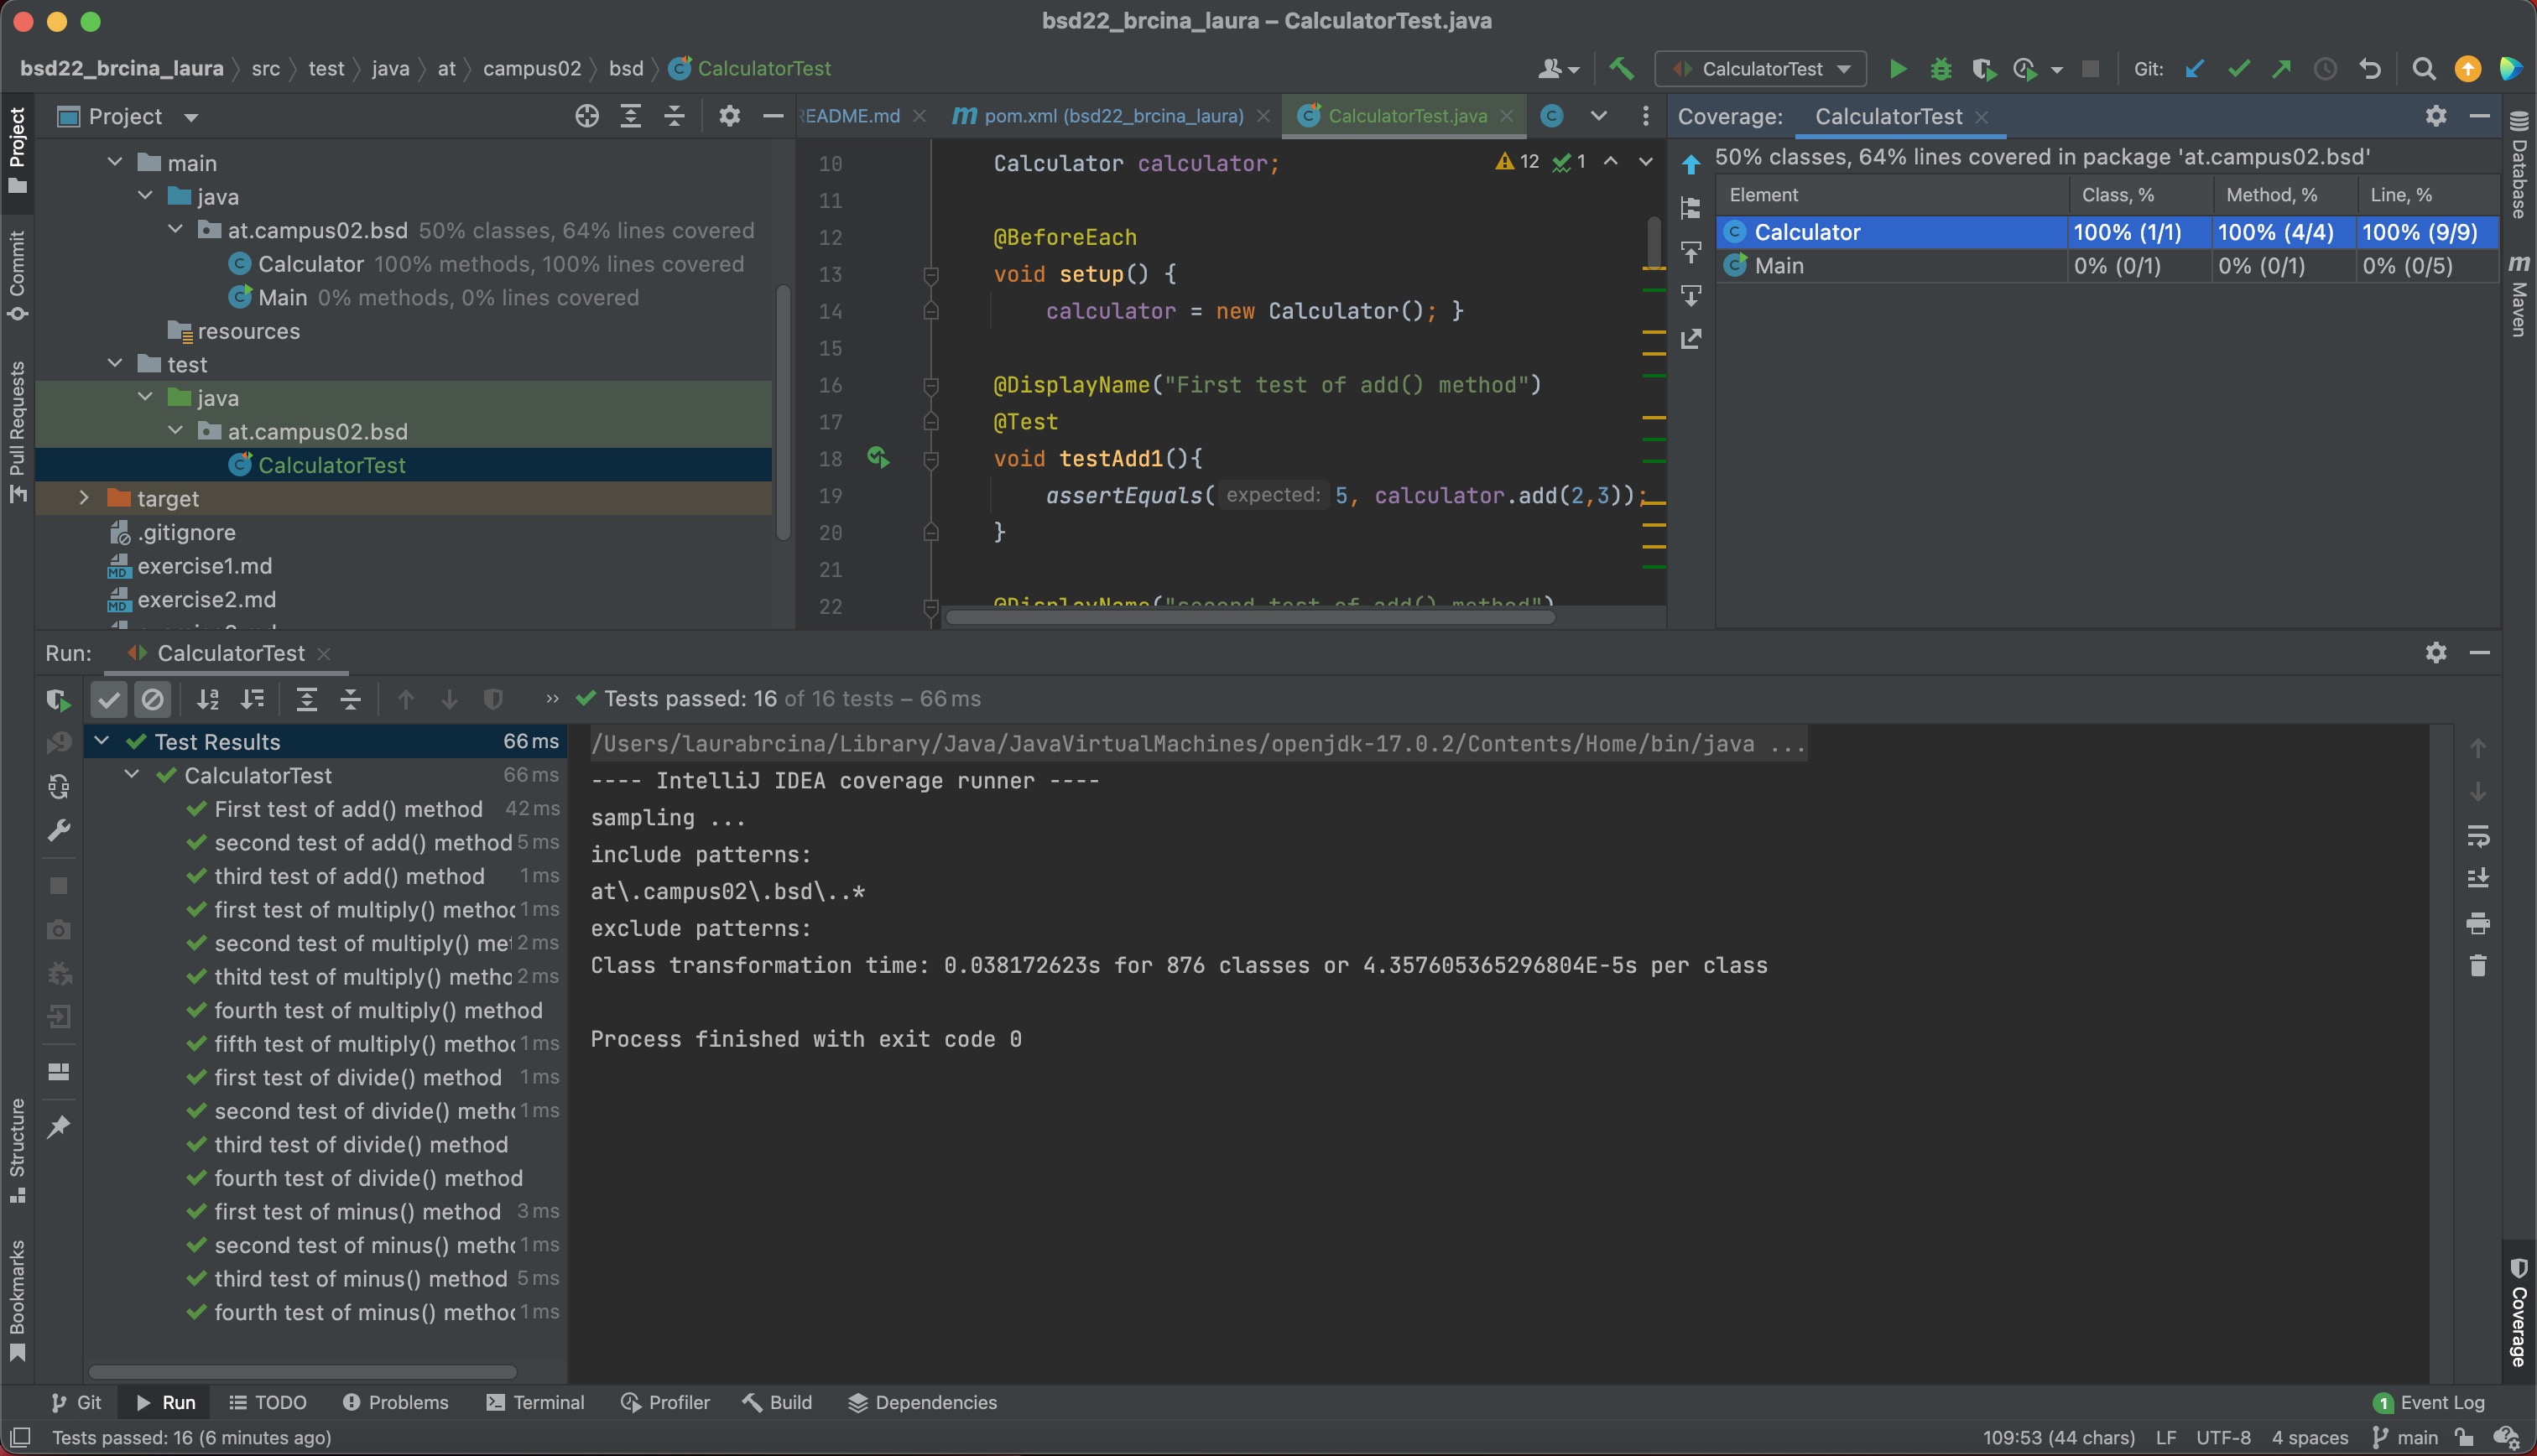 bsd22_brcina_laura – CalculatorTest.java
bsd22_brcina_laura src test java at campus02 bsd CalculatorTest
CalculatorTest Git:
Project
Commit
Pull Requests
Structure
Bookmarks
Project
main
java
at.campus02.bsd 50% classes, 64% lines covered
Calculator 100% methods, 100% lines covered
Main 0% methods, 0% lines covered
resources
test
java
at.campus02.bsd
CalculatorTest
target
.gitignore
exercise1.md
exercise2.md
README.md pom.xml (bsd22_brcina_laura) CalculatorTest.java
12 1
10 Calculator calculator;
11
12 @BeforeEach
13 void setup() {
14 calculator = new Calculator(); }
15
16 @DisplayName("First test of add() method")
17 @Test
18 void testAdd1(){
19 assertEquals( expected: 5, calculator.add(2,3));
20 }
21
22 @DisplayName("second test of add() method")
Coverage: CalculatorTest
50% classes, 64% lines covered in package 'at.campus02.bsd'
Element Class, % Method, % Line, %
Calculator 100% (1/1) 100% (4/4) 100% (9/9)
Main 0% (0/1) 0% (0/1) 0% (0/5)
Database
Maven
Coverage
Run: CalculatorTest
Tests passed: 16 of 16 tests – 66 ms
Test Results 66 ms
CalculatorTest 66 ms
First test of add() method 42 ms
second test of add() method 5 ms
third test of add() method 1 ms
first test of multiply() method 1 ms
second test of multiply() met 2 ms
thitd test of multiply() metho 2 ms
fourth test of multiply() method
fifth test of multiply() method 1 ms
first test of divide() method 1 ms
second test of divide() metho 1 ms
third test of divide() method
fourth test of divide() method
first test of minus() method 3 ms
second test of minus() metho 1 ms
third test of minus() method 5 ms
fourth test of minus() method 1 ms
/Users/laurabrcina/Library/Java/JavaVirtualMachines/openjdk-17.0.2/Contents/Home/bin/java ...
---- IntelliJ IDEA coverage runner ----
sampling ...
include patterns:
at\.campus02\.bsd\..*
exclude patterns:
Class transformation time: 0.038172623s for 876 classes or 4.357605365296804E-5s per class
Process finished with exit code 0
Git Run TODO Problems Terminal Profiler Build Dependencies 1 Event Log
Tests passed: 16 (6 minutes ago) 109:53 (44 chars) LF UTF-8 4 spaces main